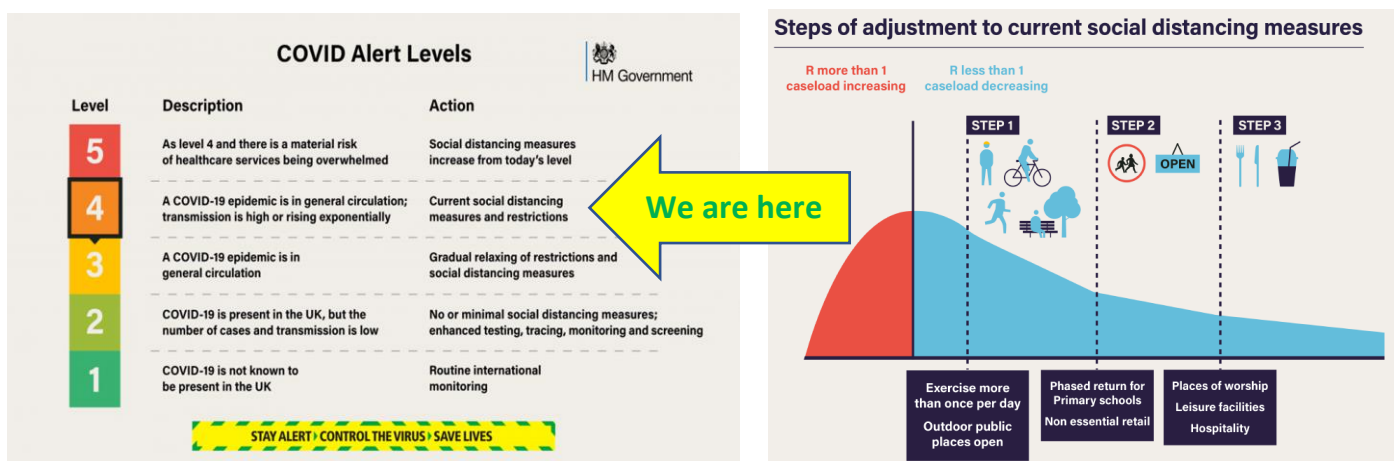 COVID Alert Levels
HM Government
Level Description Action
5
As level 4 and there is a material risk
of healthcare services being overwhelmed
Social distancing measures
increase from today's level
4
A COVID-19 epidemic is in general circulation;
transmission is high or rising exponentially
Current social distancing
measures and restrictions
3
A COVID-19 epidemic is in
general circulation
Gradual relaxing of restrictions and
social distancing measures
2
COVID-19 is present in the UK, but the
number of cases and transmission is low
No or minimal social distancing measures;
enhanced testing, tracing, monitoring and screening
1
COVID-19 is not known to
be present in the UK
Routine international
monitoring
STAY ALERT CONTROL THE VIRUS SAVE LIVES
We are here
Steps of adjustment to current social distancing measures
R more than 1
caseload increasing
R less than 1
caseload decreasing
STEP 1
STEP 2
OPEN
STEP 3
Exercise more
than once per day
Outdoor public
places open
Phased return for
Primary schools
Non essential retail
Places of worship
Leisure facilities
Hospitality